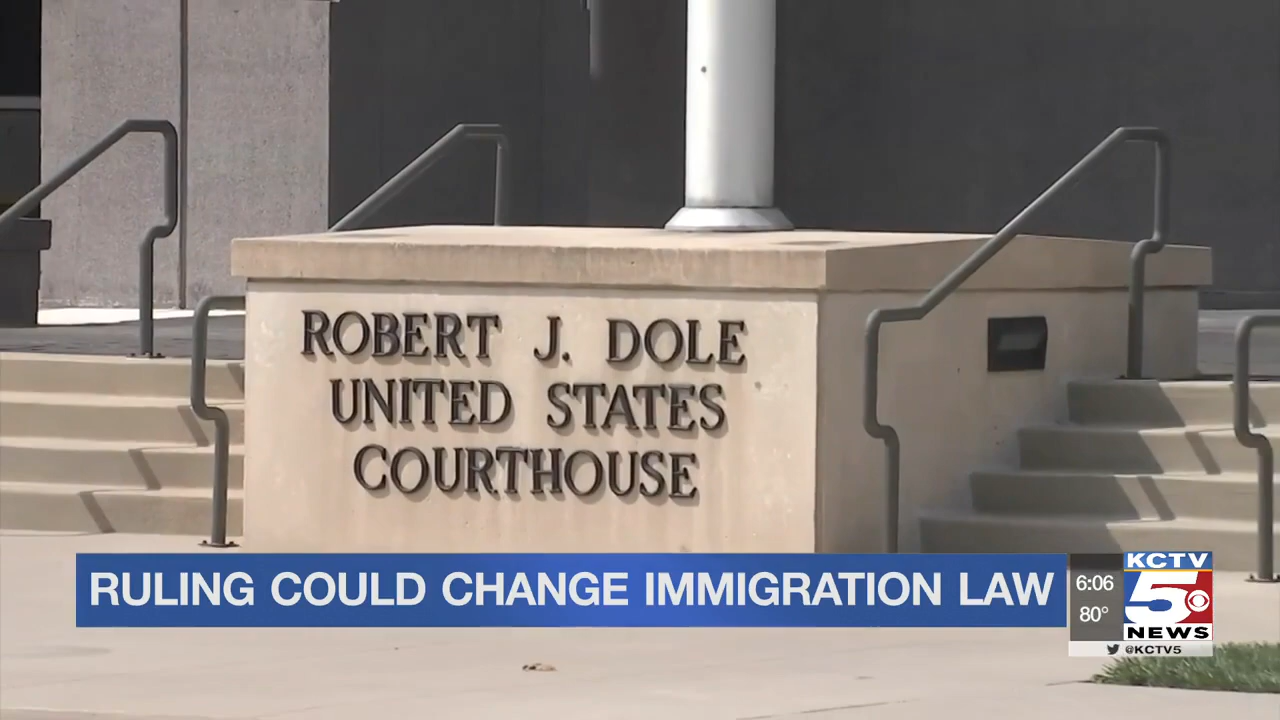 ROBERT J. DOLE
UNITED STATES
COURTHOUSE
RULING COULD CHANGE IMMIGRATION LAW
6:06
80°
KCTV
5
NEWS
@KCTV5